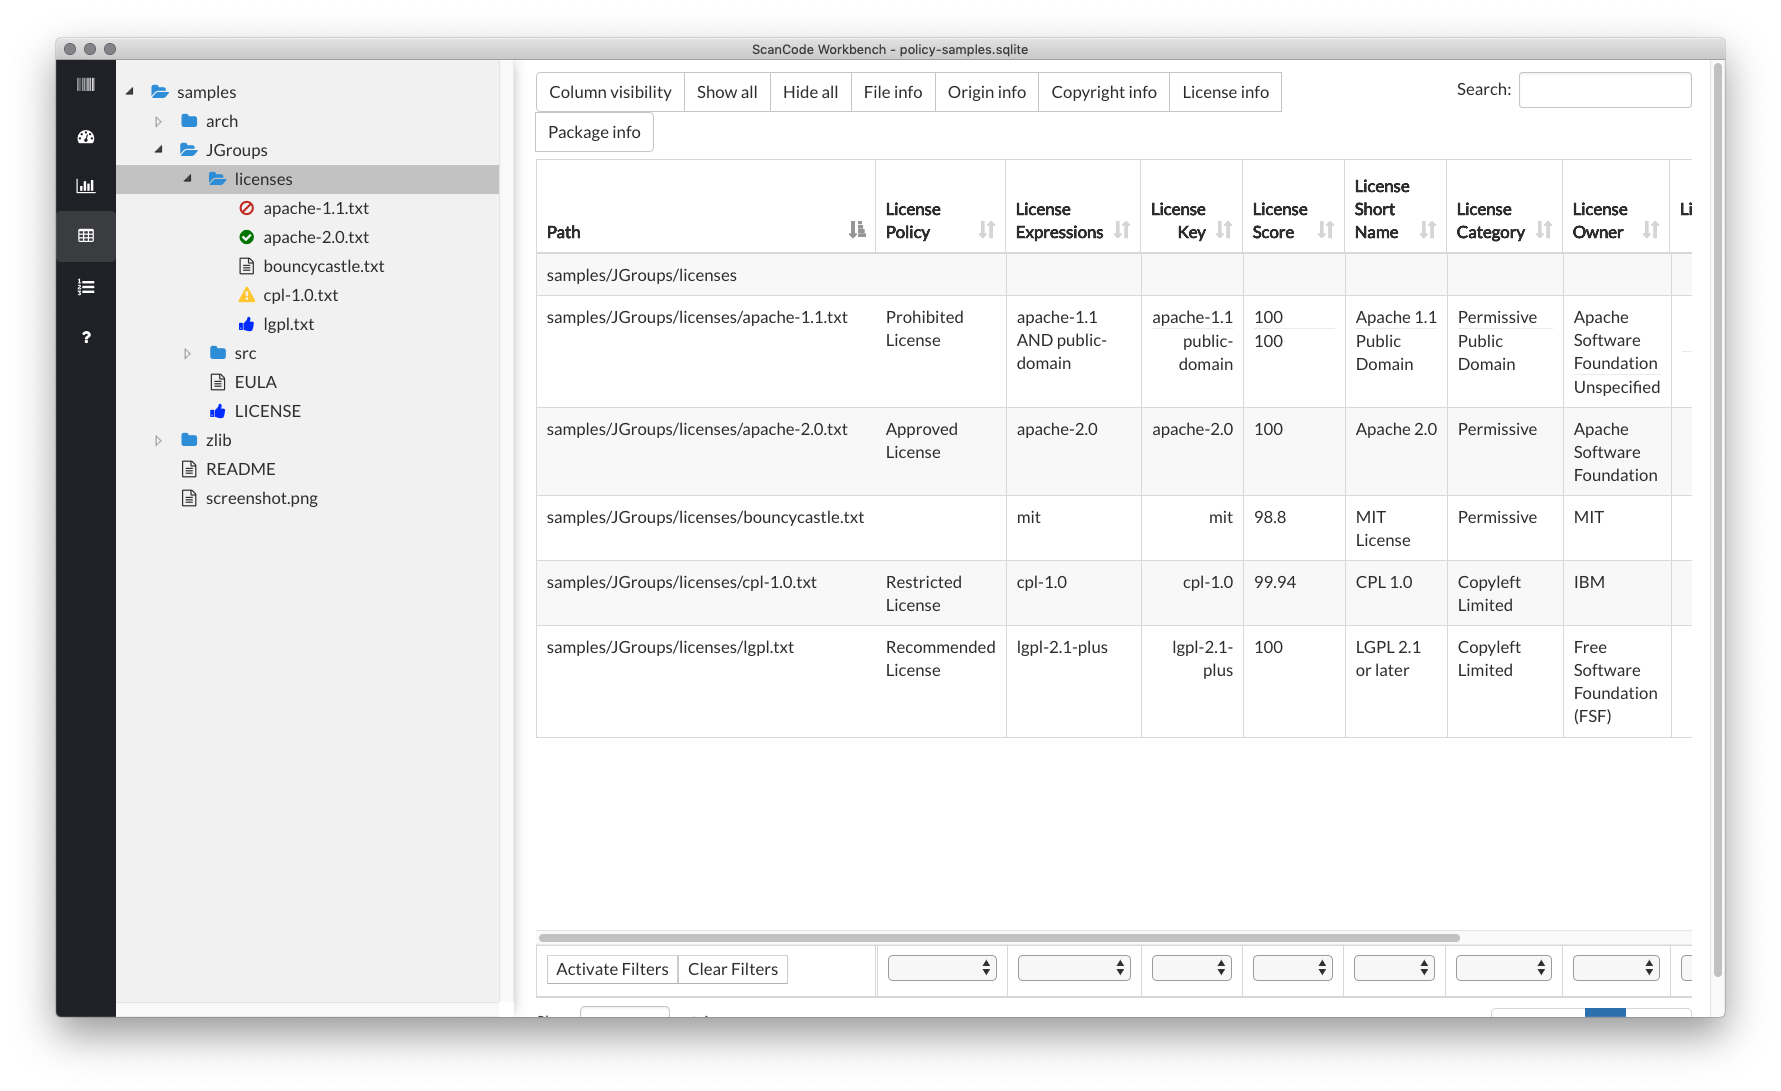 ScanCode Workbench - policy-samples.sqlite
samples
arch
JGroups
licenses
apache-1.1.txt
apache-2.0.txt
bouncycastle.txt
cpl-1.0.txt
lgpl.txt
src
EULA
LICENSE
zlib
README
screenshot.png
?
Column visibility Show all Hide all File info Origin info Copyright info License info
Package info
Search:
Path License Policy License Expressions License Key License Score License Short Name License Category License Owner Li
samples/JGroups/licenses
samples/JGroups/licenses/apache-1.1.txt Prohibited apache-1.1 apache-1.1 100 Apache 1.1 Permissive Apache
License AND public- public- 100 Public Public Software
domain domain Domain Domain Foundation
Unspecified
samples/JGroups/licenses/apache-2.0.txt Approved apache-2.0 apache-2.0 100 Apache 2.0 Permissive Apache
License Software
Foundation
samples/JGroups/licenses/bouncycastle.txt mit mit 98.8 MIT Permissive MIT
License
samples/JGroups/licenses/cpl-1.0.txt Restricted cpl-1.0 cpl-1.0 99.94 CPL 1.0 Copyleft IBM
License Limited
samples/JGroups/licenses/lgpl.txt Recommended lgpl-2.1-plus lgpl-2.1- 100 LGPL 2.1 Copyleft Free
License plus or later Limited Software
Foundation
(FSF)
Activate Filters Clear Filters